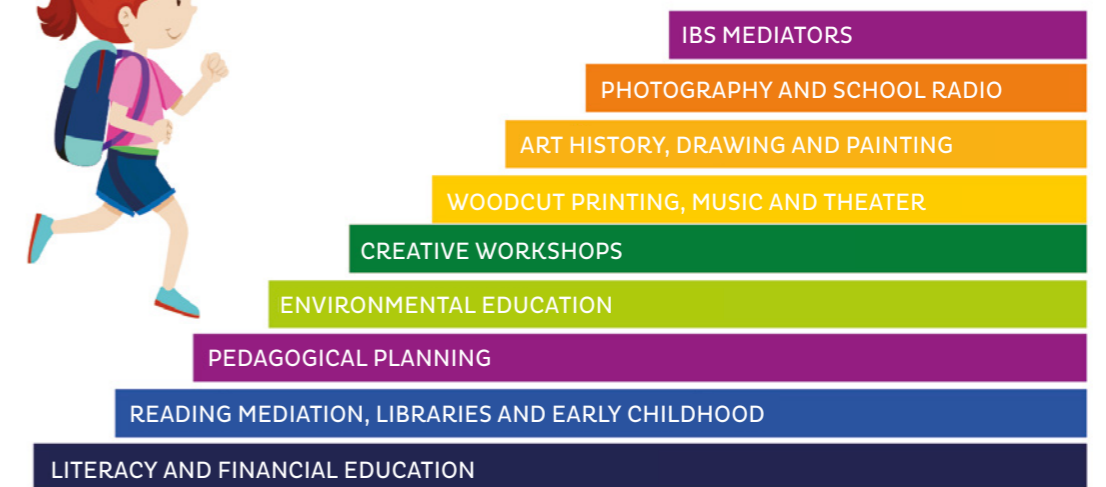 IBS MEDIATORS
PHOTOGRAPHY AND SCHOOL RADIO
ART HISTORY, DRAWING AND PAINTING
WOODCUT PRINTING, MUSIC AND THEATER
CREATIVE WORKSHOPS
ENVIRONMENTAL EDUCATION
PEDAGOGICAL PLANNING
READING MEDIATION, LIBRARIES AND EARLY CHILDHOOD
LITERACY AND FINANCIAL EDUCATION